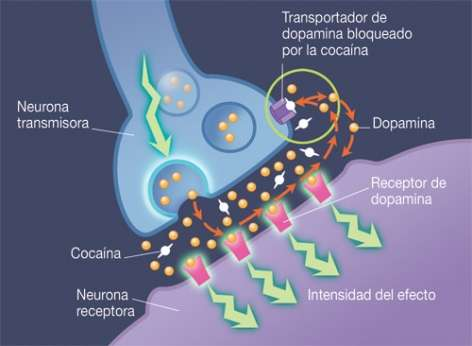 Transportador de
dopamina bloqueado
por la cocaína
Neurona
transmisora
Dopamina
Receptor de
dopamina
Cocaína
Neurona
receptora
Intensidad del efecto